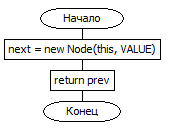 Начало
next = new Node(this, VALUE)
return prev
Конец